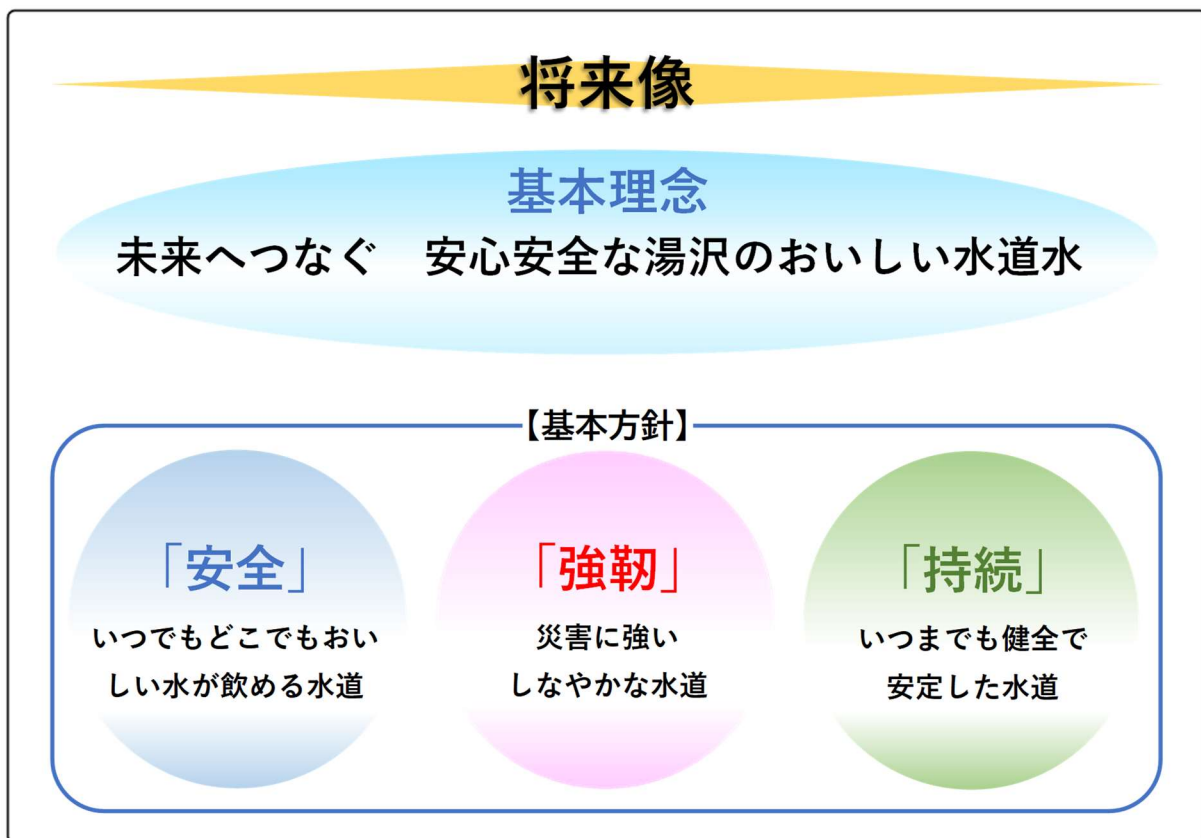 将来像
基本理念
未来へつなぐ　安心安全な湯沢のおいしい水道水
【基本方針】
「安全」
いつでもどこでもおい
しい水が飲める水道
「強靭」
災害に強い
しなやかな水道
「持続」
いつまでも健全で
安定した水道